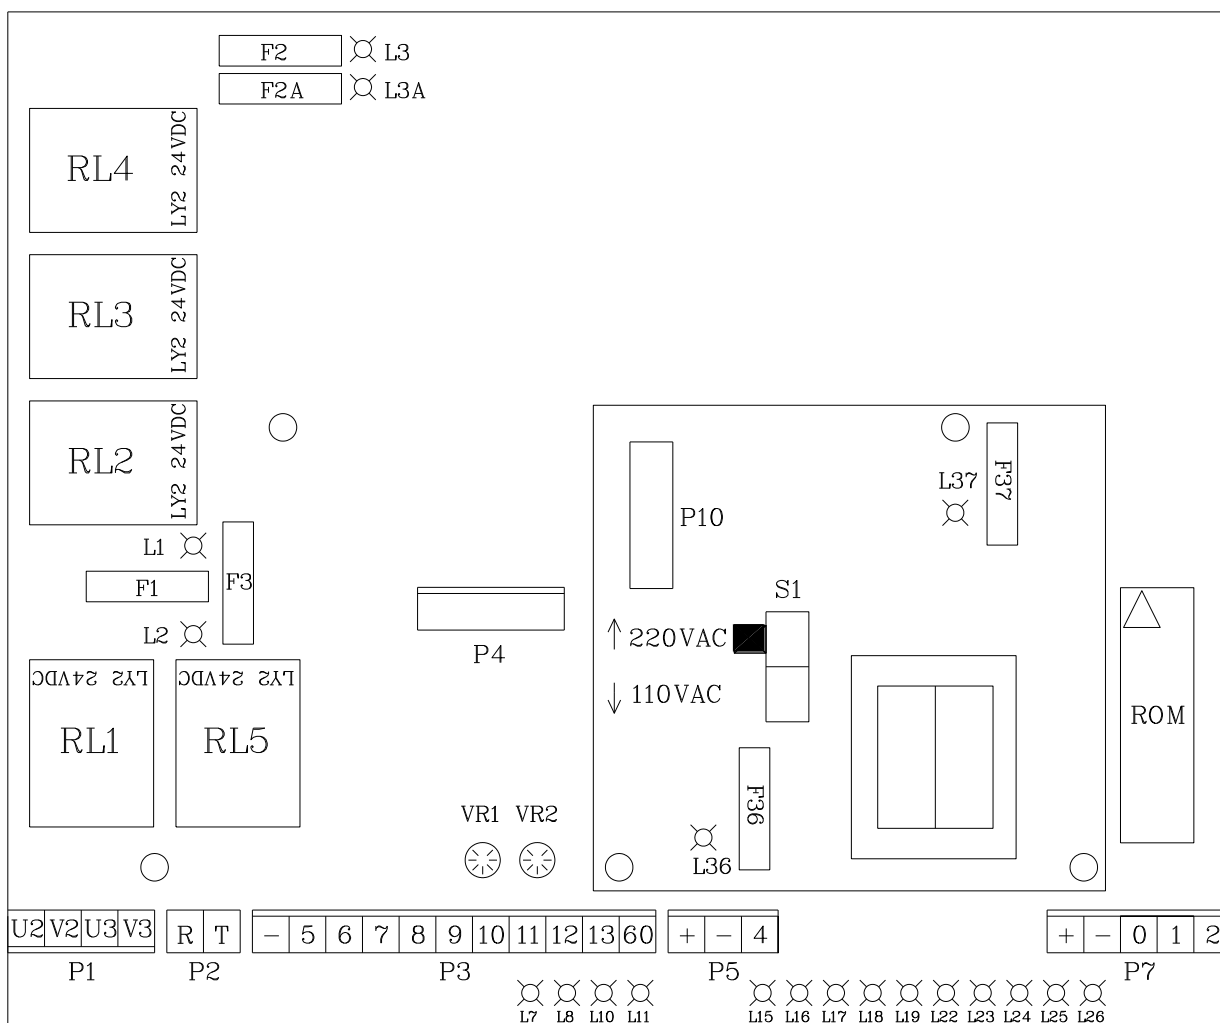 F2
L3
F2A
L3A
RL4
LY2 24VDC
RL3
LY2 24VDC
RL2
LY2 24VDC
L1
F1
F3
L2
LY2 24VDC
RL1
LY2 24VDC
RL5
P4
VR1
VR2
P10
L37
F37
S1
↑ 220VAC
↓ 110VAC
F36
L36
ROM
U2 V2 U3 V3
P1
R T
P2
- 5 6 7 8 9 10 11 12 13 60
P3
+ - 4
P5
+ - 0 1 2
P7
L7 L8 L10 L11
L15 L16 L17 L18 L19 L22 L23 L24 L25 L26